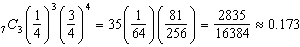 ₇C₃(1/4)³(3/4)⁴ = 35(1/64)(81/256) = 2835/16384 ≈ 0.173